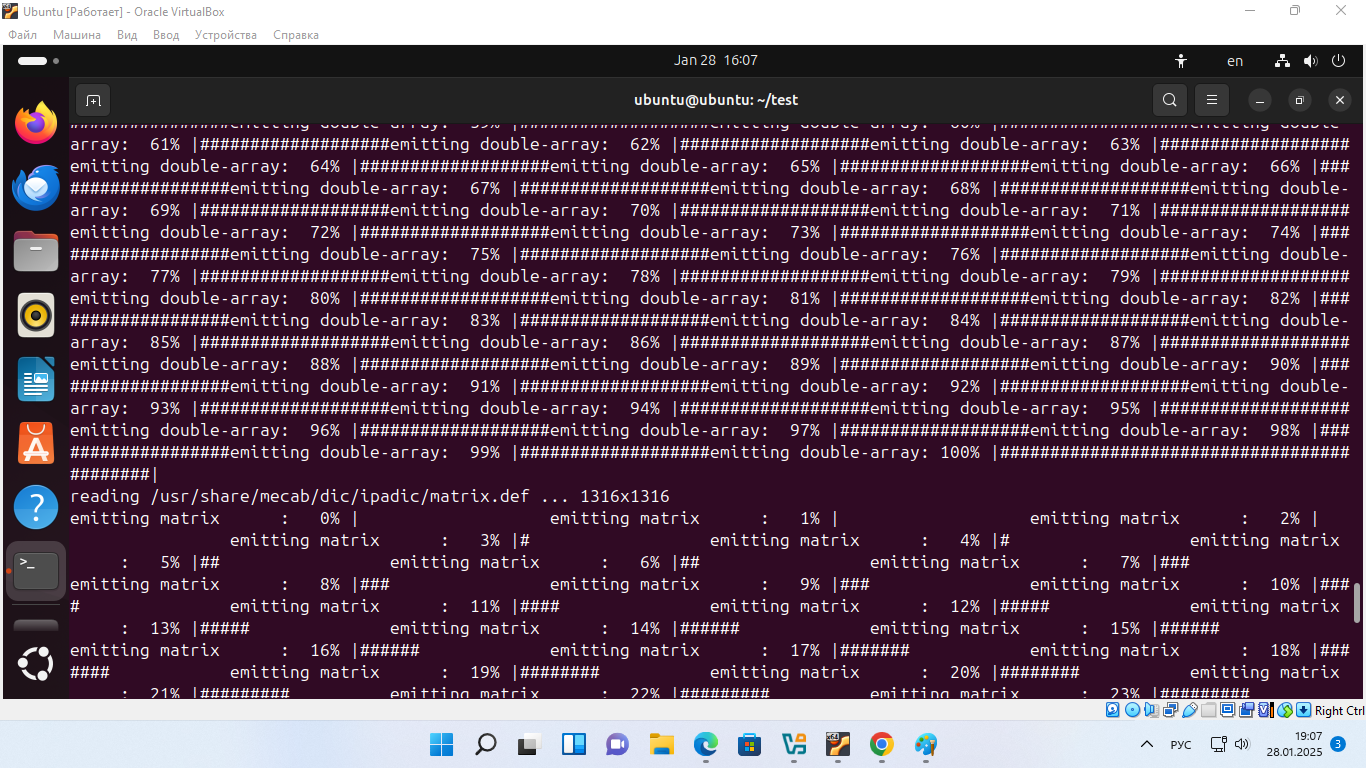 Ubuntu [Работает] - Oracle VirtualBox
Файл Машина Вид Ввод Устройства Справка
Jan 28 16:07
en
ubuntu@ubuntu: ~/test
################emitting double-array:  59% |###################emitting double-array:  60% |###################emitting double-
array:  61% |###################emitting double-array:  62% |###################emitting double-array:  63% |###################
emitting double-array:  64% |###################emitting double-array:  65% |###################emitting double-array:  66% |###
################emitting double-array:  67% |###################emitting double-array:  68% |###################emitting double-
array:  69% |###################emitting double-array:  70% |###################emitting double-array:  71% |###################
emitting double-array:  72% |###################emitting double-array:  73% |###################emitting double-array:  74% |###
################emitting double-array:  75% |###################emitting double-array:  76% |###################emitting double-
array:  77% |###################emitting double-array:  78% |###################emitting double-array:  79% |###################
emitting double-array:  80% |###################emitting double-array:  81% |###################emitting double-array:  82% |###
################emitting double-array:  83% |###################emitting double-array:  84% |###################emitting double-
array:  85% |###################emitting double-array:  86% |###################emitting double-array:  87% |###################
emitting double-array:  88% |###################emitting double-array:  89% |###################emitting double-array:  90% |###
################emitting double-array:  91% |###################emitting double-array:  92% |###################emitting double-
array:  93% |###################emitting double-array:  94% |###################emitting double-array:  95% |###################
emitting double-array:  96% |###################emitting double-array:  97% |###################emitting double-array:  98% |###
################emitting double-array:  99% |###################emitting double-array: 100% |###################################
########|
reading /usr/share/mecab/dic/ipadic/matrix.def ... 1316x1316
emitting matrix      :   0% |                   emitting matrix      :   1% |                   emitting matrix      :   2% |
                emitting matrix      :   3% |#                  emitting matrix      :   4% |#                  emitting matrix
     :   5% |##                 emitting matrix      :   6% |##                 emitting matrix      :   7% |###
emitting matrix      :   8% |###                emitting matrix      :   9% |###                emitting matrix      :  10% |###
#               emitting matrix      :  11% |####               emitting matrix      :  12% |#####              emitting matrix
     :  13% |#####              emitting matrix      :  14% |######             emitting matrix      :  15% |######
emitting matrix      :  16% |######             emitting matrix      :  17% |#######            emitting matrix      :  18% |###
####            emitting matrix      :  19% |########           emitting matrix      :  20% |########           emitting matrix
     :  21% |#########          emitting matrix      :  22% |#########          emitting matrix      :  23% |#########
Right Ctrl
РУС
19:07
28.01.2025
3